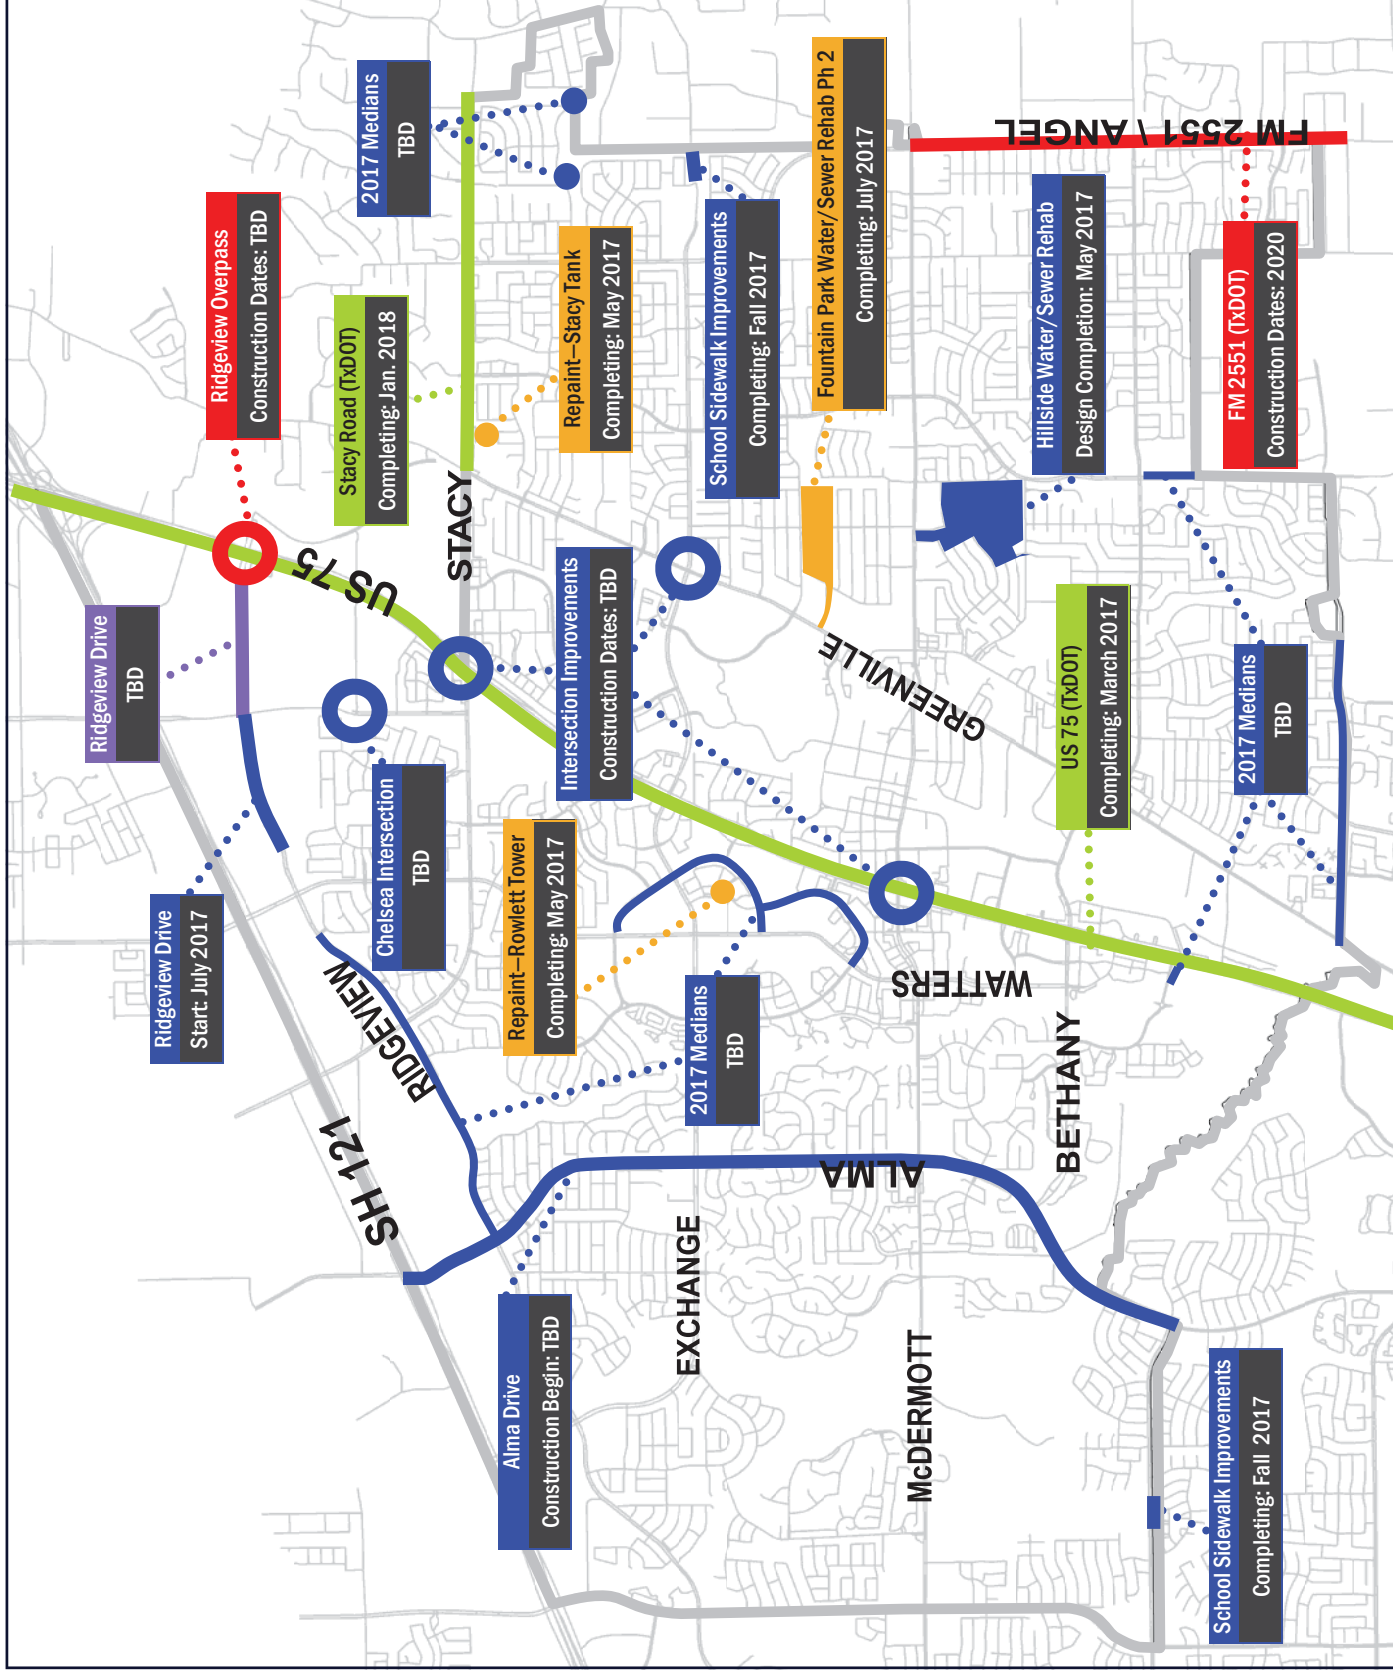 Ridgeview Drive
TBD
Ridgeview Overpass
Construction Dates: TBD
2017 Medians
TBD
Stacy Road (TxDOT)
Completing: Jan. 2018
US 75
STACY
Ridgeview Drive
Start: July 2017
Chelsea Intersection
TBD
RIDGEVIEW
SH 121
Repaint–Stacy Tank
Completing: May 2017
School Sidewalk Improvements
Completing: Fall 2017
Fountain Park Water/Sewer Rehab Ph 2
Completing: July 2017
FM 2551 \ ANGEL
Intersection Improvements
Construction Dates: TBD
Repaint–Rowlett Tower
Completing: May 2017
2017 Medians
TBD
GREENVILLE
Hillside Water/Sewer Rehab
Design Completion: May 2017
FM 2551 (TxDOT)
Construction Dates: 2020
US 75 (TxDOT)
Completing: March 2017
2017 Medians
TBD
WATTERS
BETHANY
ALMA
Alma Drive
Construction Begin: TBD
EXCHANGE
McDERMOTT
School Sidewalk Improvements
Completing: Fall 2017